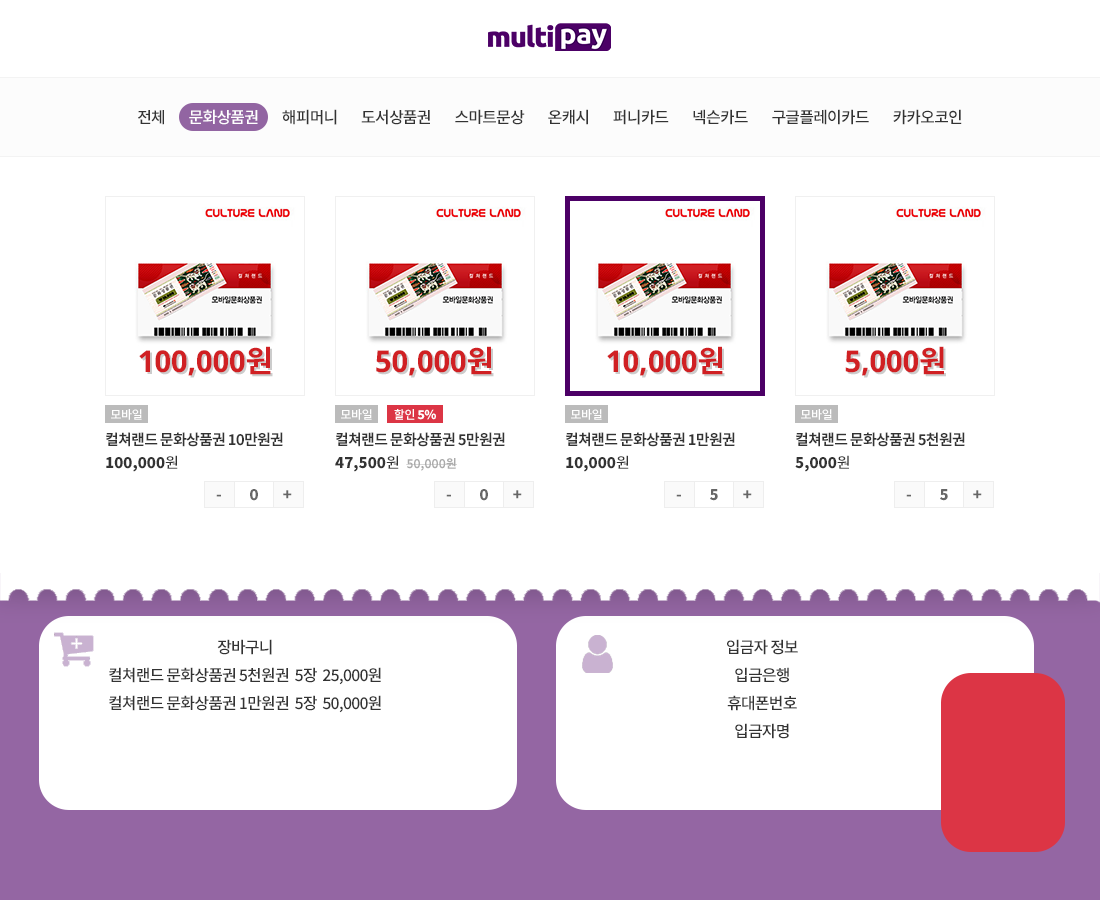 multipay
전체 문화상품권 해피머니 도서상품권 스마트문상 온캐시 퍼니카드 넥슨카드 구글플레이카드 카카오코인
CULTURE LAND
컬쳐랜드
모바일문화상품권
100,000원
모바일
컬쳐랜드 문화상품권 10만원권
100,000원
- 0 +
CULTURE LAND
컬쳐랜드
모바일문화상품권
50,000원
모바일 할인 5%
컬쳐랜드 문화상품권 5만원권
47,500원 50,000원
- 0 +
CULTURE LAND
컬쳐랜드
모바일문화상품권
10,000원
모바일
컬쳐랜드 문화상품권 1만원권
10,000원
- 5 +
CULTURE LAND
컬쳐랜드
모바일문화상품권
5,000원
모바일
컬쳐랜드 문화상품권 5천원권
5,000원
- 5 +
장바구니
컬쳐랜드 문화상품권 5천원권 5장 25,000원
컬쳐랜드 문화상품권 1만원권 5장 50,000원
입금자 정보
입금은행
휴대폰번호
입금자명